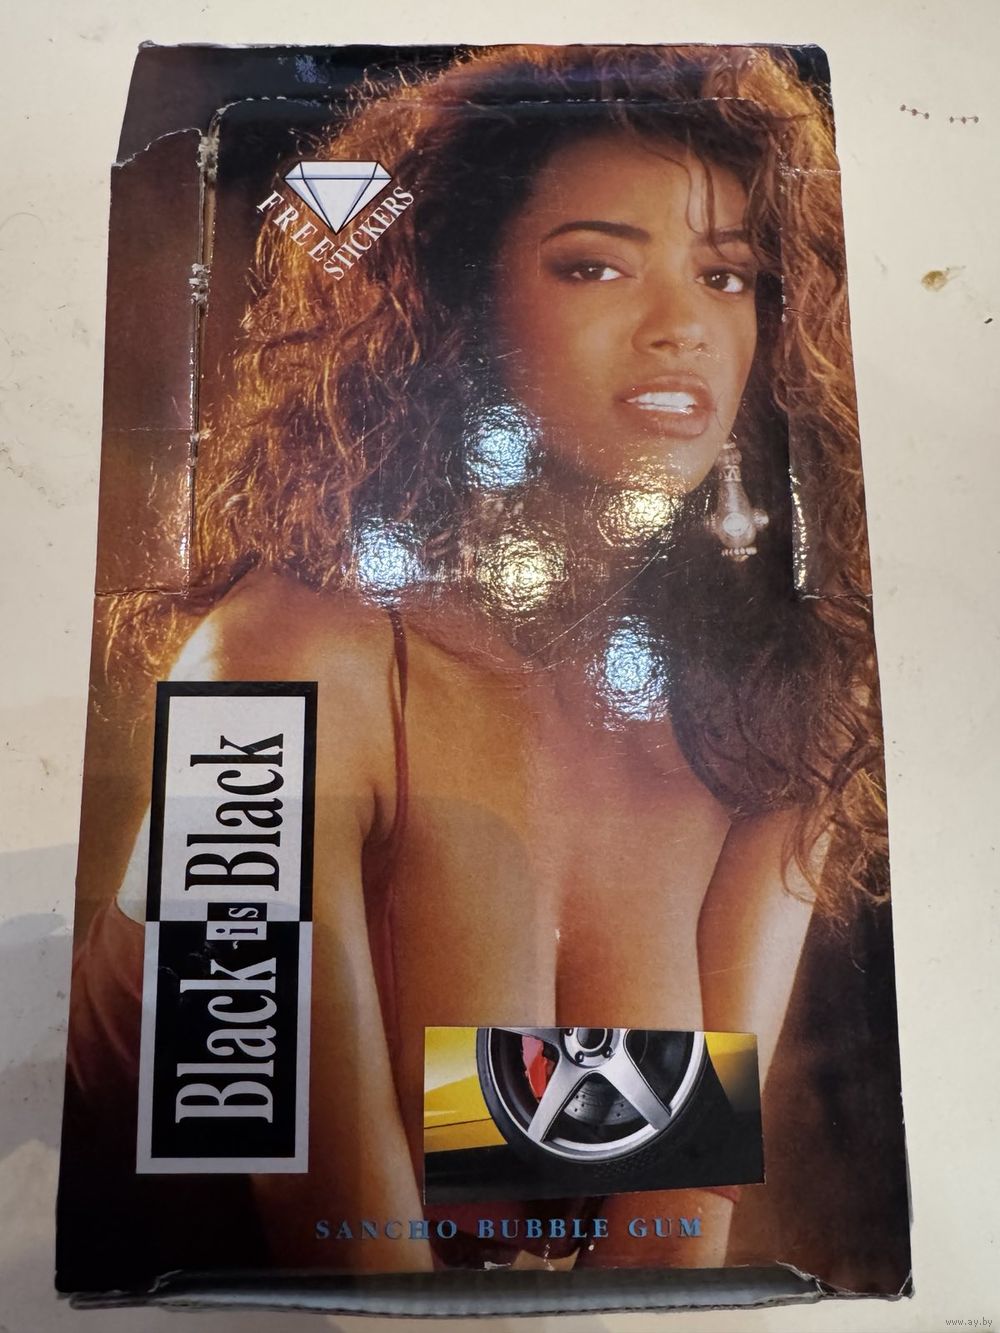 FREE STICKERS
Black is Black
SANCHO BUBBLE GUM
www.ay.by